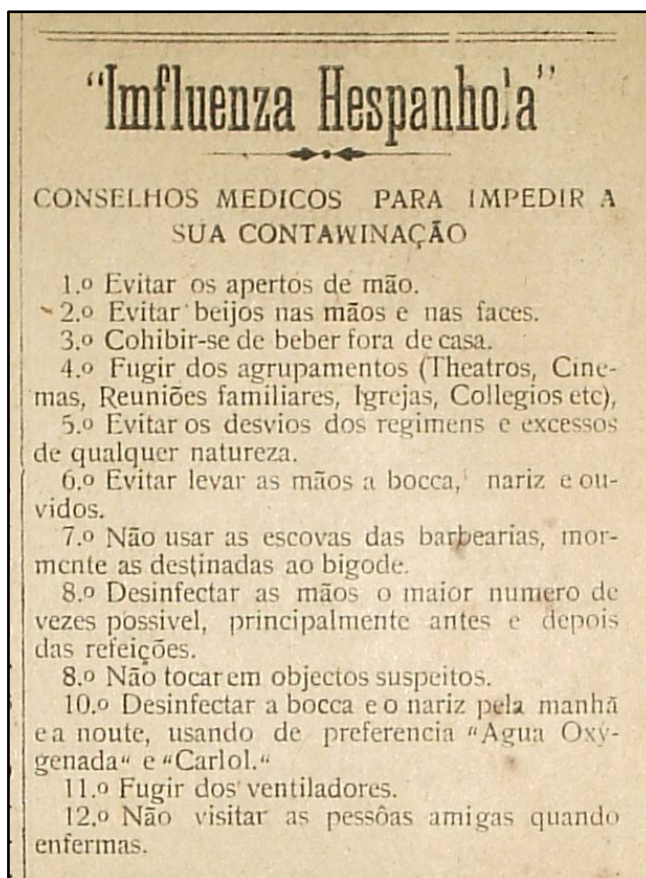 “Imfluenza Hespanhola”
CONSELHOS MEDICOS PARA IMPEDIR A
SUA CONTAWINAÇÃO
1.º Evitar os apertos de mão.
2.º Evitar beijos nas mãos e nas faces.
3.º Cohibir-se de beber fora de casa.
4.º Fugir dos agrupamentos (Theatros, Cine-
mas, Reuniões familiares, Igrejas, Collegios etc),
5.º Evitar os desvios dos regimens e excessos
de qualquer natureza.
6.º Evitar levar as mãos a bocca, nariz e ou-
vidos.
7.º Não usar as escovas das barbearias, mor-
mente as destinadas ao bigode.
8.º Desinfectar as mãos o maior numero de
vezes possivel, principalmente antes e depois
das refeições.
8.º Não tocar em objectos suspeitos.
10.º Desinfectar a bocca e o nariz pela manhã
e a noute, usando de preferencia “Agua Oxy-
genada“ e “Carlol.“
11.º Fugir dos ventiladores.
12.º Não visitar as pessôas amigas quando
enfermas.